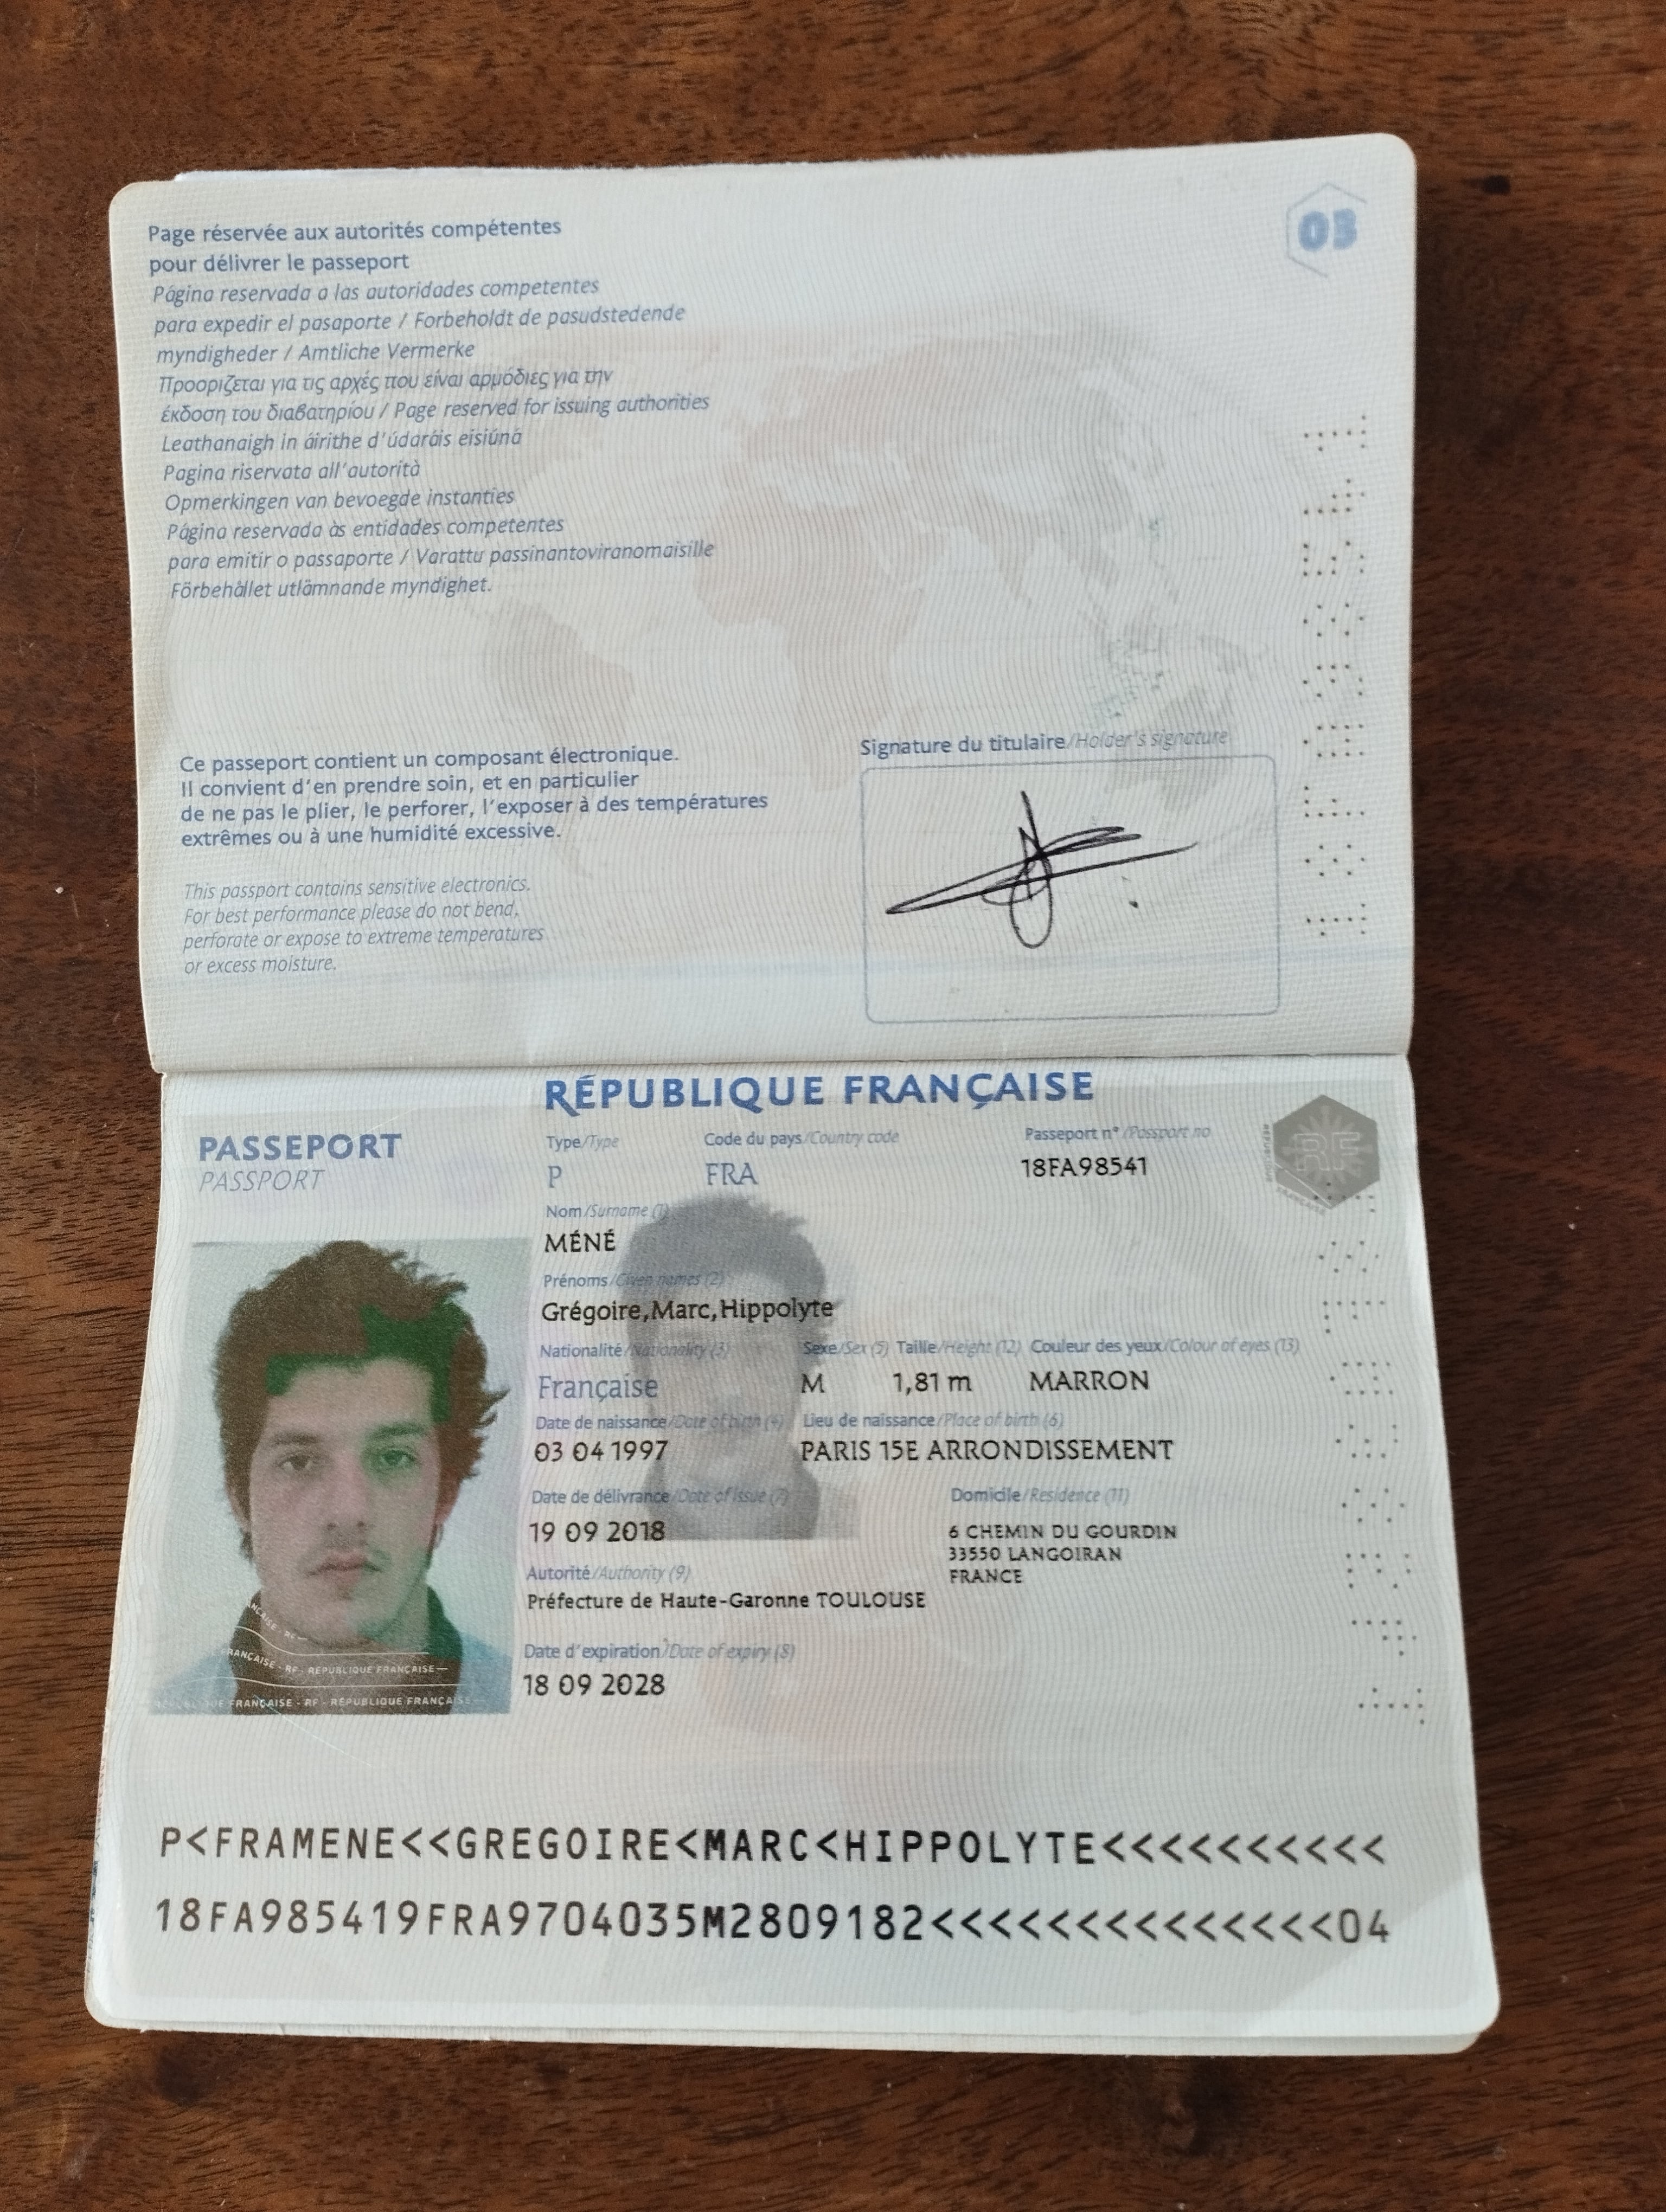 03
Page réservée aux autorités compétentes
pour délivrer le passeport
Página reservada a las autoridades competentes
para expedir el pasaporte / Forbeholdt de pasudstedende
myndigheder / Amtliche Vermerke
Προορίζεται για τις αρχές που είναι αρμόδιες για την
έκδοση του διαβατηρίου / Page reserved for issuing authorities
Leathanaigh in áirithe d'údaráis eisiúná
Pagina riservata all'autorità
Opmerkingen van bevoegde instanties
Página reservada às entidades competentes
para emitir o passaporte / Varattu passinantoviranomaisille
Förbehållet utlämnande myndighet.
Ce passeport contient un composant électronique.
Il convient d'en prendre soin, et en particulier
de ne pas le plier, le perforer, l'exposer à des températures
extrêmes ou à une humidité excessive.
This passport contains sensitive electronics.
For best performance please do not bend,
perforate or expose to extreme temperatures
or excess moisture.
Signature du titulaire/Holder's signature
RÉPUBLIQUE FRANÇAISE
PASSEPORT
PASSPORT
Type/Type Code du pays/Country code Passeport n°/Passport no
P FRA 18FA98541
RF
Nom/Surname (1)
MÉNÉ
Prénoms/Given names (2)
Grégoire,Marc,Hippolyte
Nationalité/Nationality (3) Sexe/Sex (5) Taille/Height (12) Couleur des yeux/Colour of eyes (13)
Française M 1,81 m MARRON
Date de naissance/Date of birth (4) Lieu de naissance/Place of birth (6)
03 04 1997 PARIS 15E ARRONDISSEMENT
Date de délivrance/Date of issue (7) Domicile/Residence (11)
19 09 2018 6 CHEMIN DU GOURDIN
33550 LANGOIRAN
FRANCE
Autorité/Authority (9)
Préfecture de Haute-Garonne TOULOUSE
Date d'expiration/Date of expiry (8)
18 09 2028
FRANÇAISE - RF - RÉPUBLIQUE FRANÇAISE
FRANÇAISE - RF - RÉPUBLIQUE FRANÇAISE
P<FRAMENE<<GREGOIRE<MARC<HIPPOLYTE<<<<<<<<<<
18FA985419FRA9704035M2809182<<<<<<<<<<<<<<04